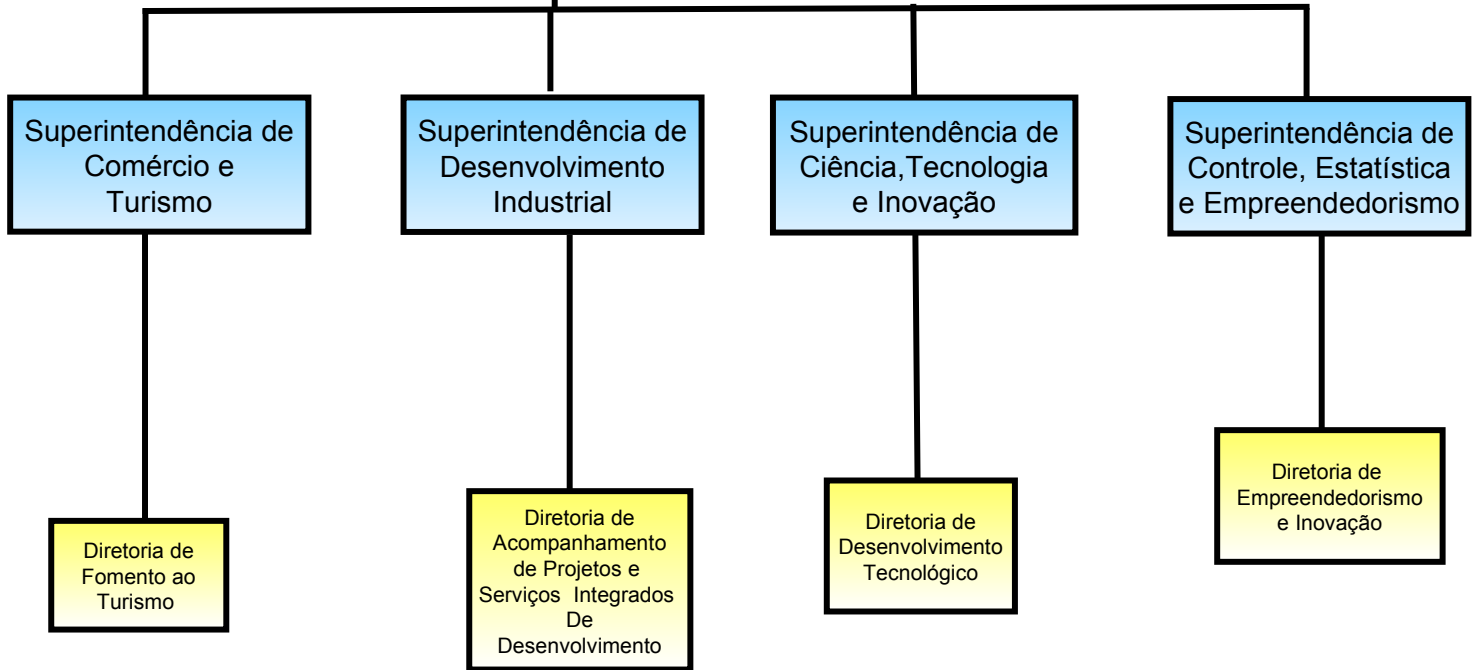 Superintendência de
Comércio e
Turismo
Superintendência de
Desenvolvimento
Industrial
Superintendência de
Ciência,Tecnologia
e Inovação
Superintendência de
Controle, Estatística
e Empreendedorismo
Diretoria de
Fomento ao
Turismo
Diretoria de
Acompanhamento
de Projetos e
Serviços Integrados
De
Desenvolvimento
Diretoria de
Desenvolvimento
Tecnológico
Diretoria de
Empreendedorismo
e Inovação